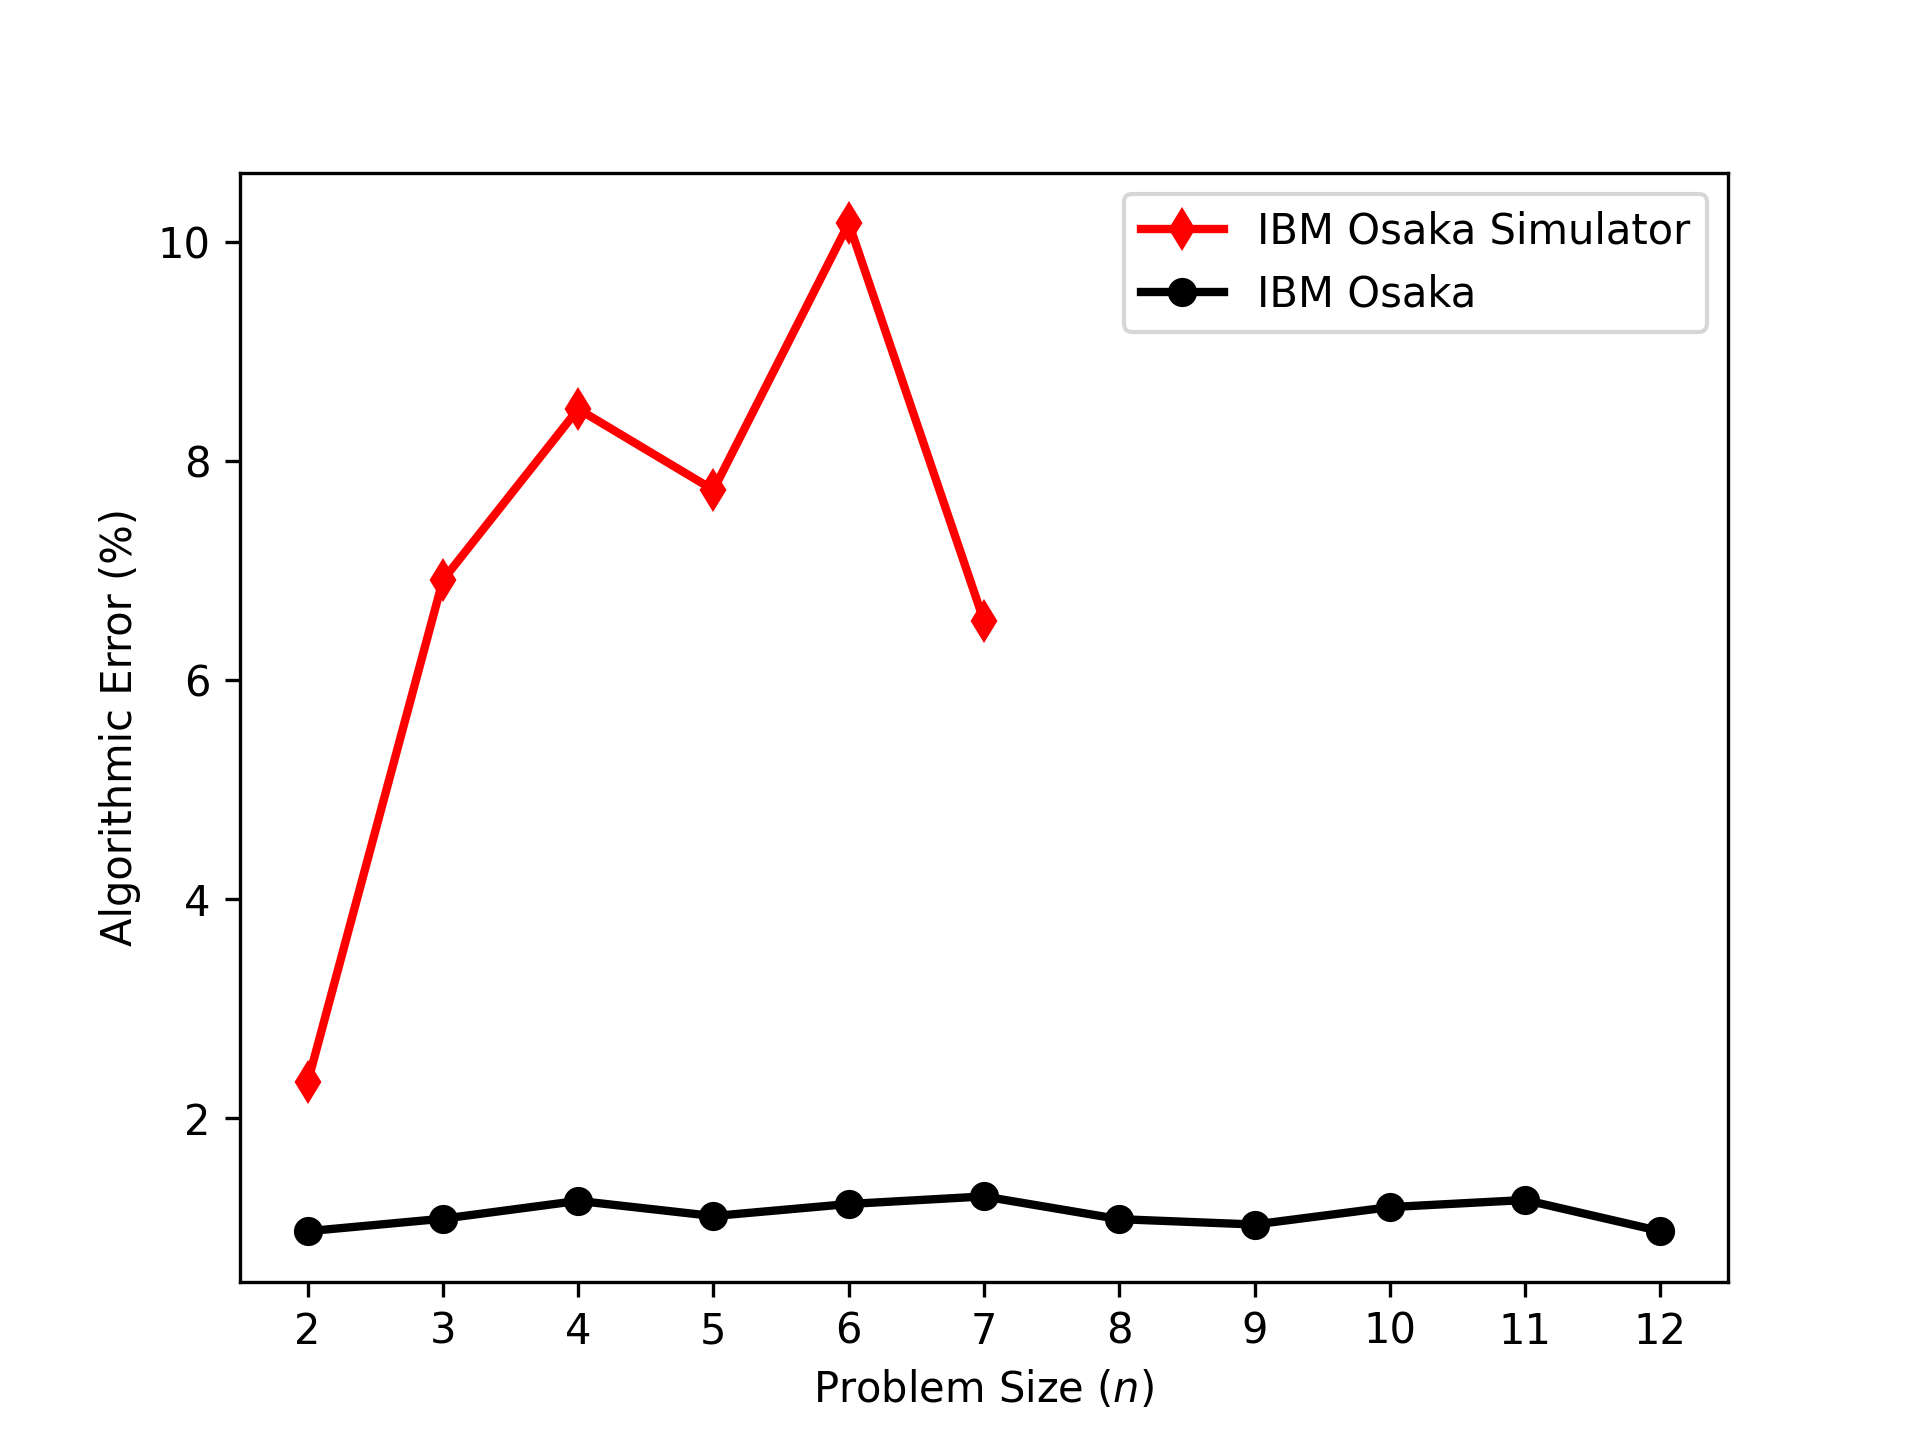 IBM Osaka Simulator
IBM Osaka
Algorithmic Error (%)
10
8
6
4
2
2 3 4 5 6 7 8 9 10 11 12
Problem Size (n)